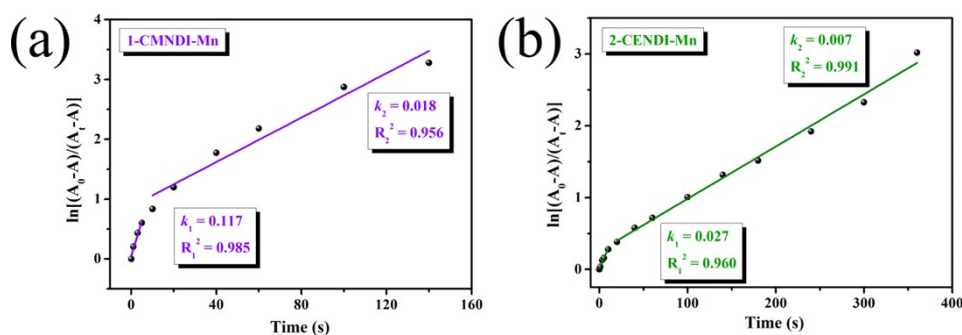 (a)
1-CMNDI-Mn
ln[(A₀-A)/(Aₜ-A)]
4
3
2
1
0
k₂ = 0.018
R₂² = 0.956
k₁ = 0.117
R₁² = 0.985
0 40 80 120 160
Time (s)
(b)
2-CENDI-Mn
ln[(A₀-A)/(Aₜ-A)]
3
2
1
0
k₂ = 0.007
R₂² = 0.991
k₁ = 0.027
R₁² = 0.960
0 100 200 300 400
Time (s)